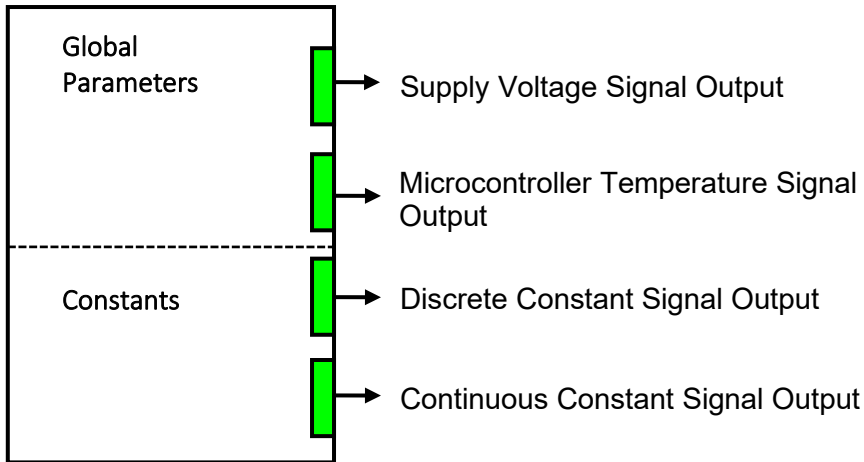 Global
Parameters
Supply Voltage Signal Output
Microcontroller Temperature Signal
Output
Constants
Discrete Constant Signal Output
Continuous Constant Signal Output